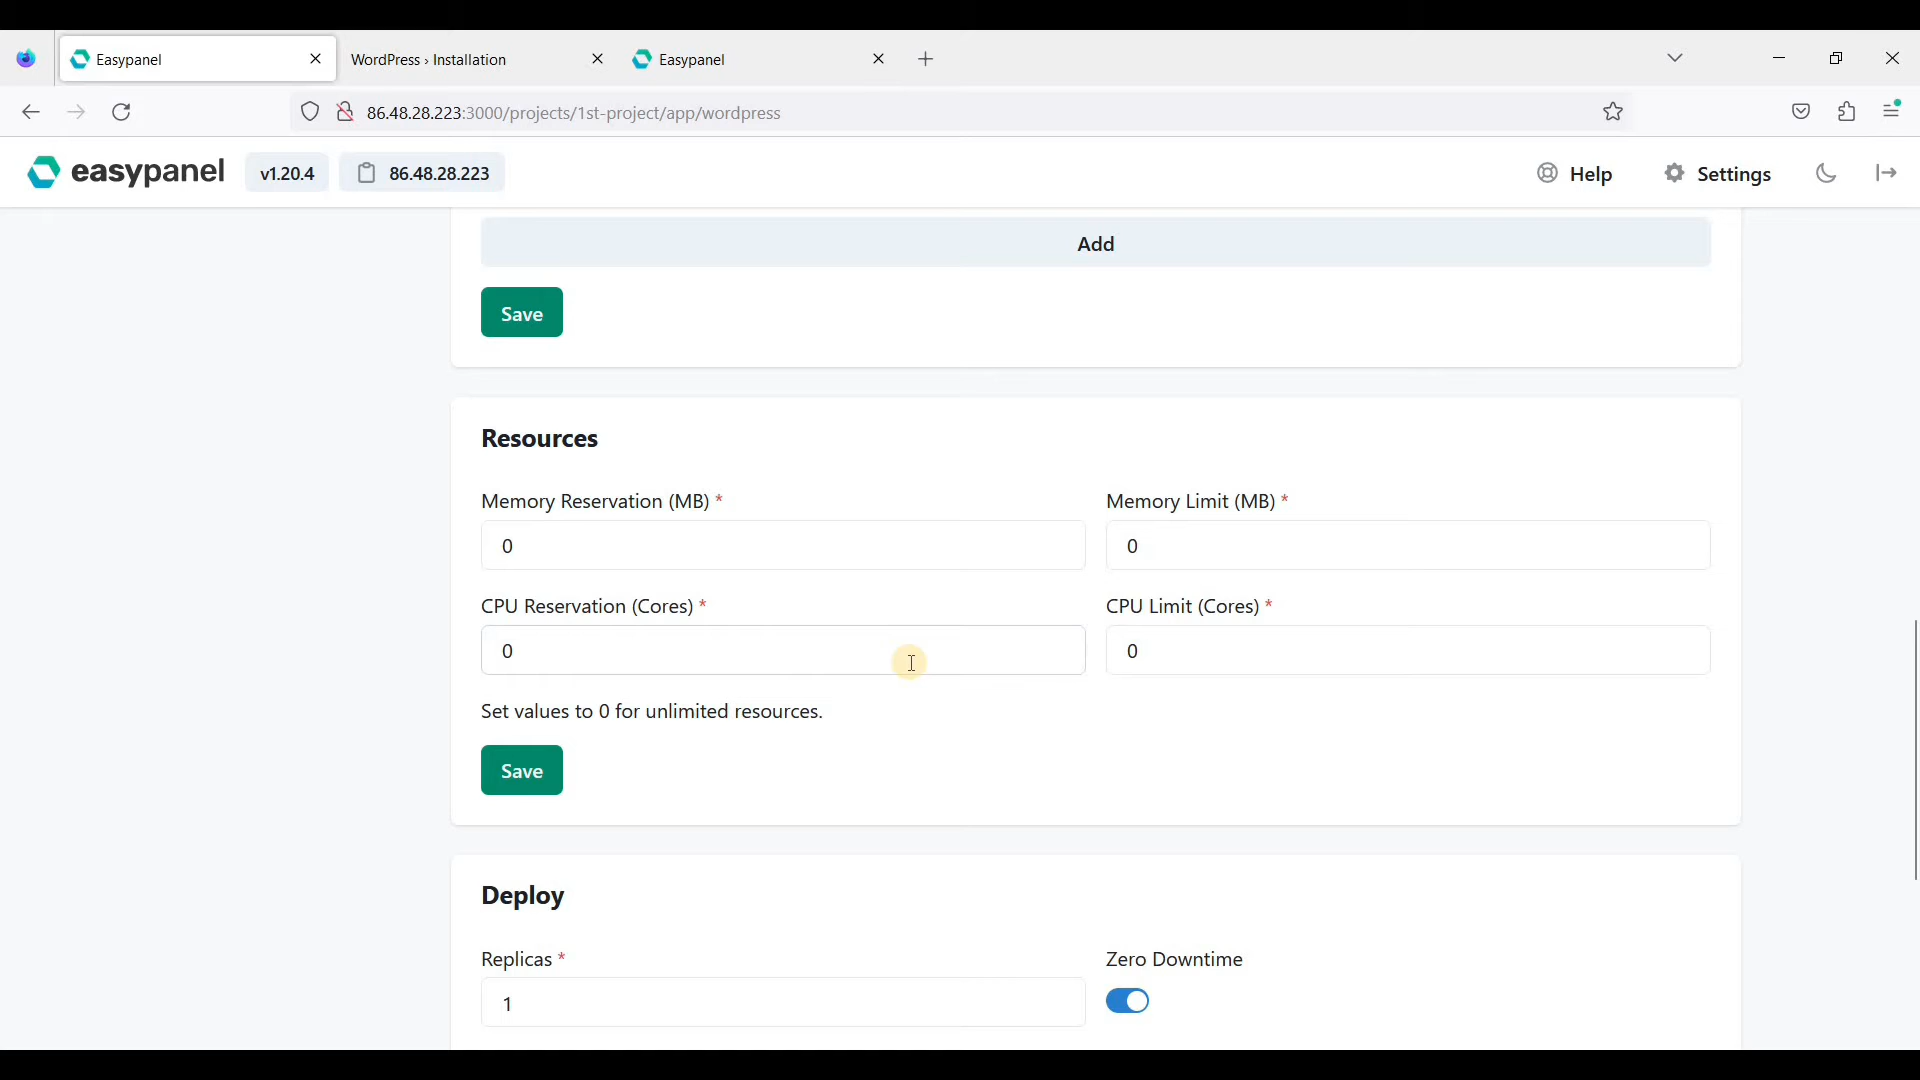 Easypanel
WordPress › Installation
Easypanel
86.48.28.223:3000/projects/1st-project/app/wordpress
easypanel
v1.20.4
86.48.28.223
Help
Settings
Add
Save
Resources
Memory Reservation (MB) *
Memory Limit (MB) *
0
0
CPU Reservation (Cores) *
CPU Limit (Cores) *
0
0
Set values to 0 for unlimited resources.
Save
Deploy
Replicas *
Zero Downtime
1